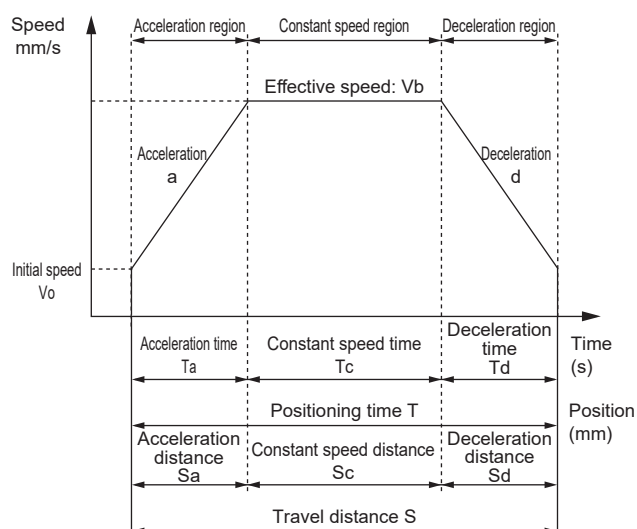 Speed
mm/s
Acceleration region
Constant speed region
Deceleration region
Effective speed: Vb
Acceleration
a
Deceleration
d
Initial speed
Vo
Acceleration time
Ta
Constant speed time
Tc
Deceleration
time
Td
Time
(s)
Positioning time T
Position
(mm)
Acceleration
distance
Sa
Constant speed distance
Sc
Deceleration
distance
Sd
Travel distance S